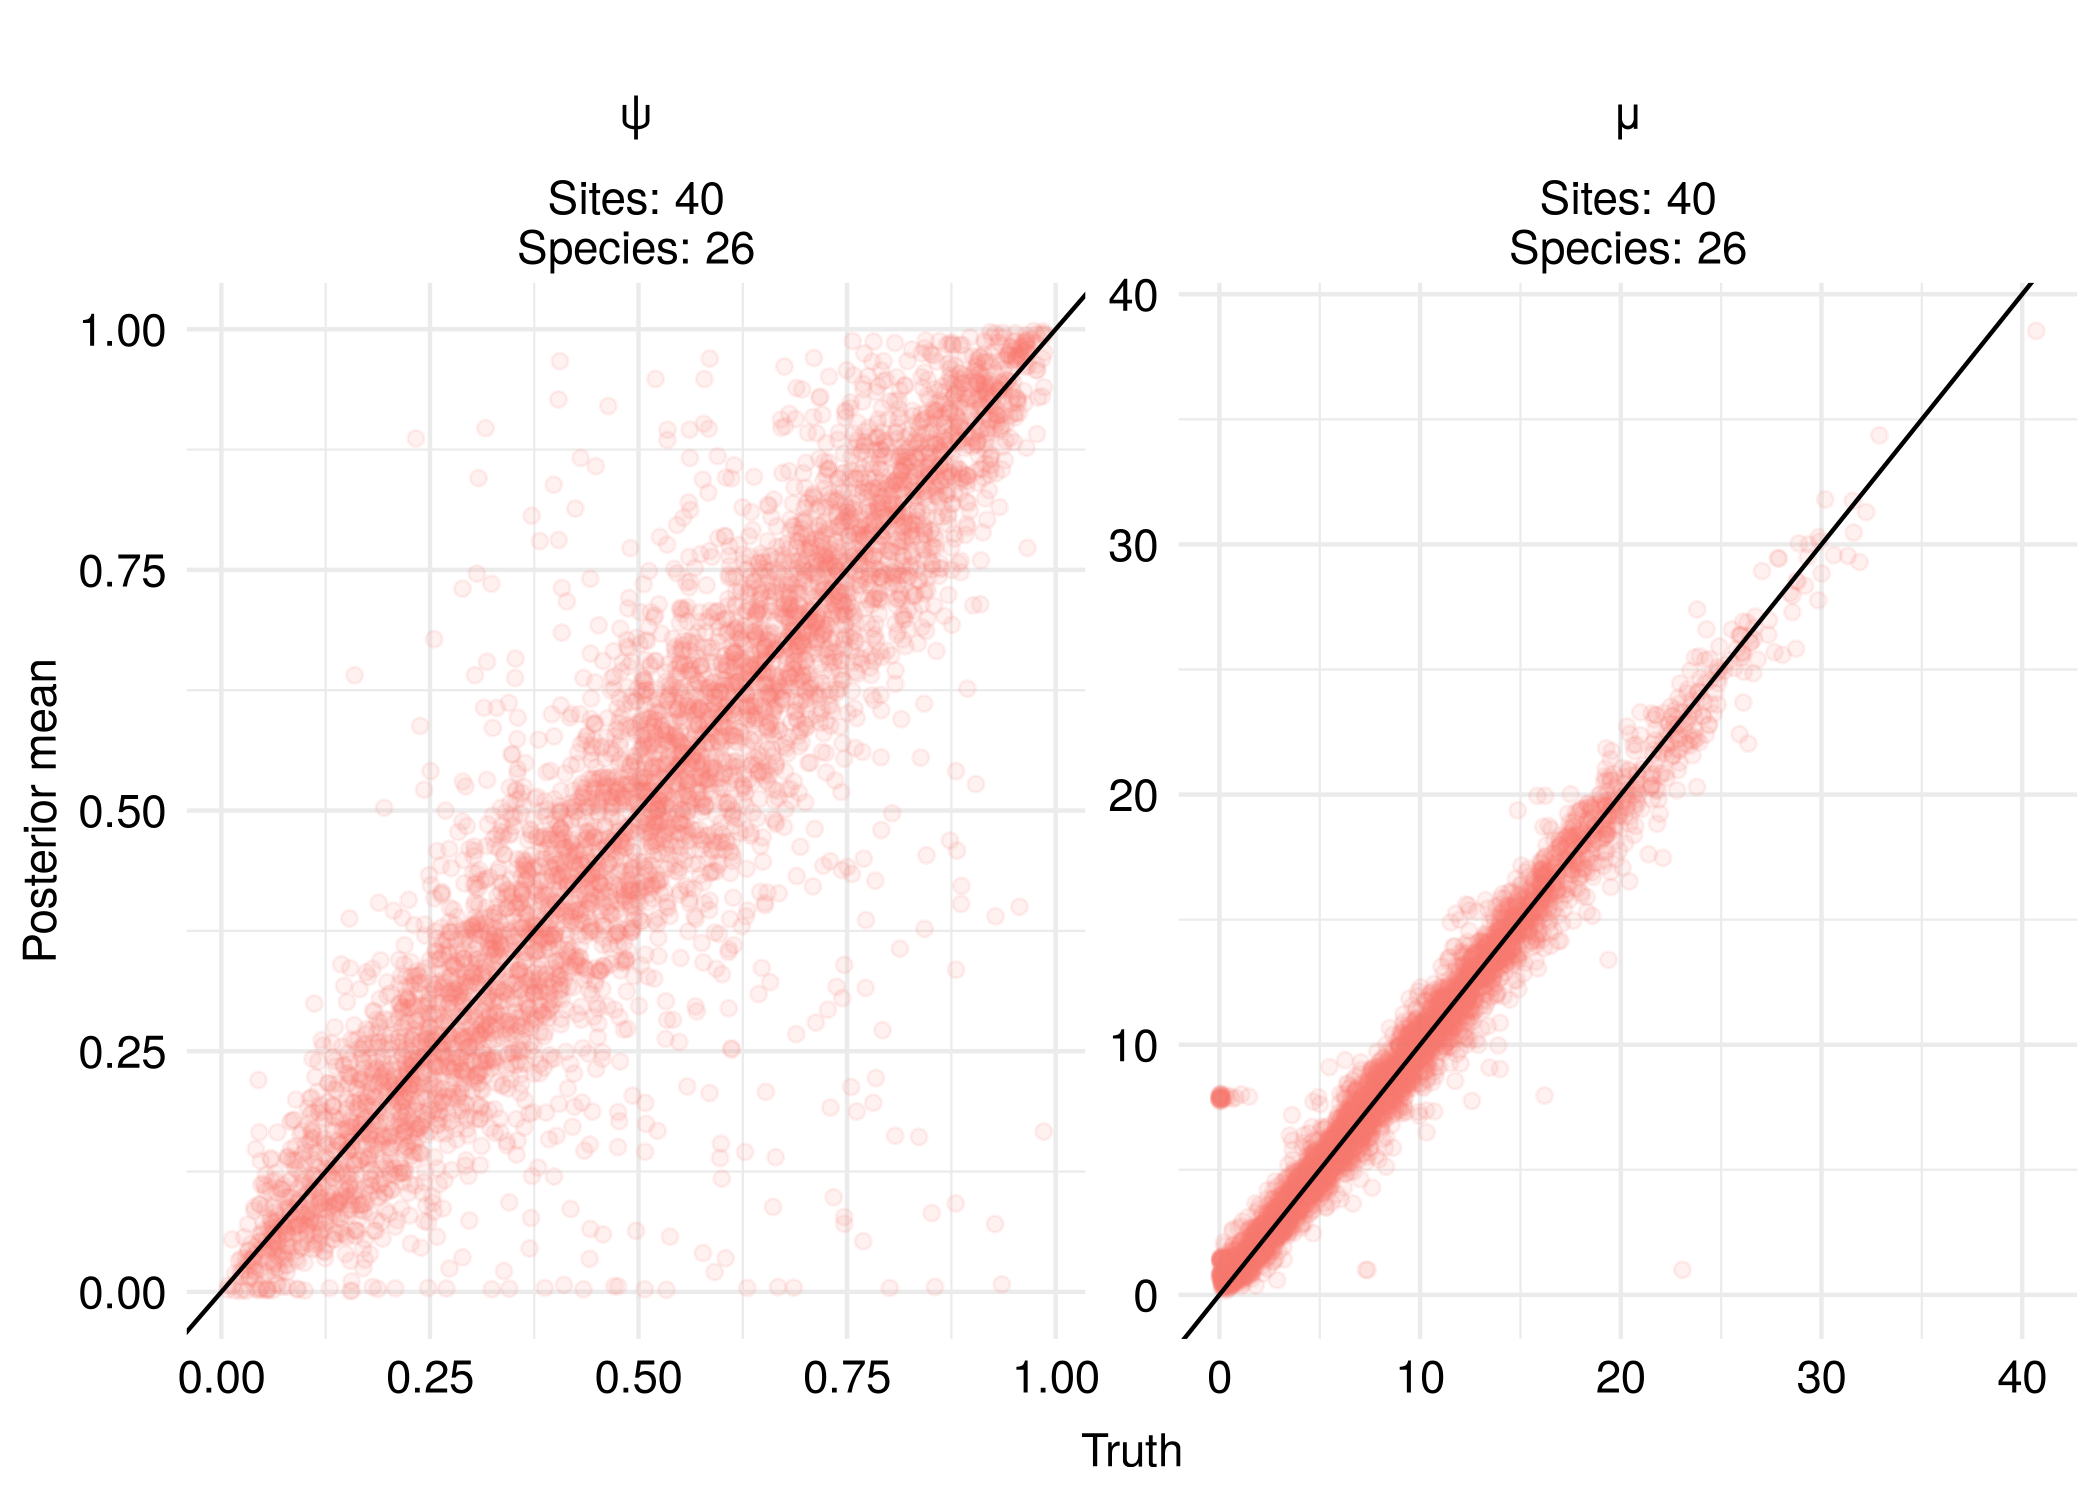 ψ
Sites: 40
Species: 26
μ
Sites: 40
Species: 26
Posterior mean
1.00
0.75
0.50
0.25
0.00
0.00 0.25 0.50 0.75 1.00
40
30
20
10
0
0 10 20 30 40
Truth